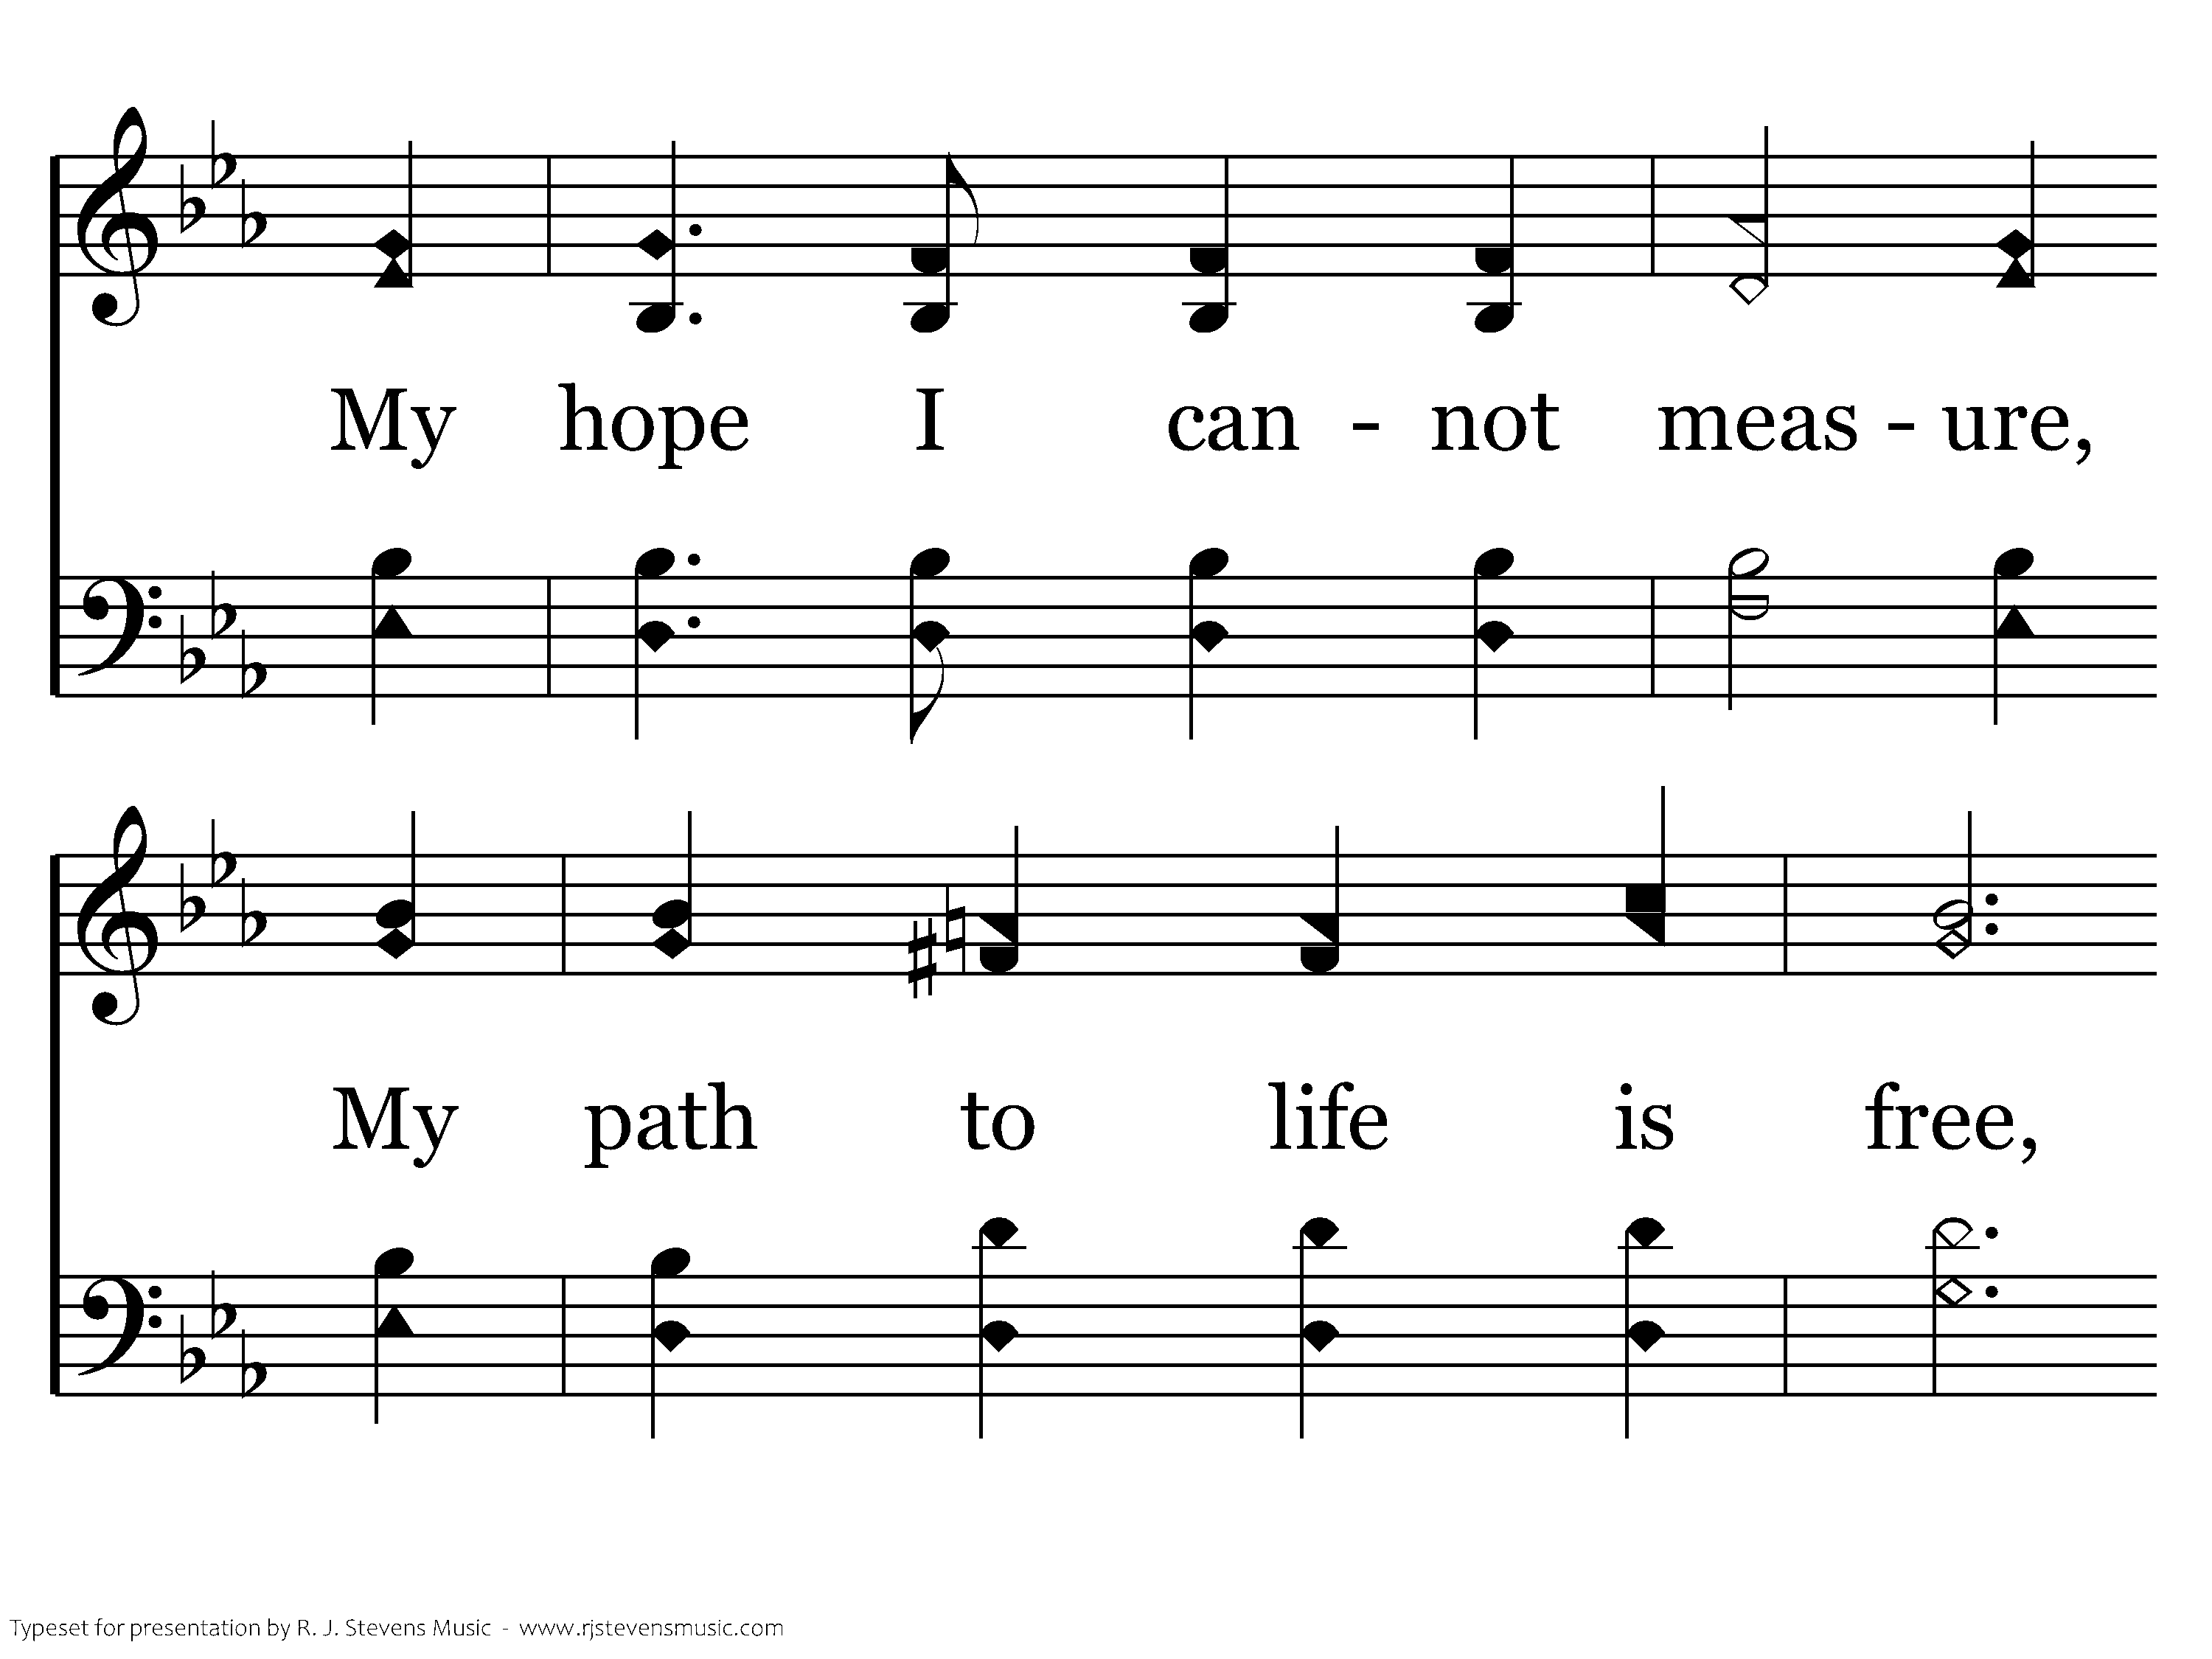 My hope I can - not meas - ure,
My path to life is free,
Typeset for presentation by R. J. Stevens Music - www.rjstevensmusic.com